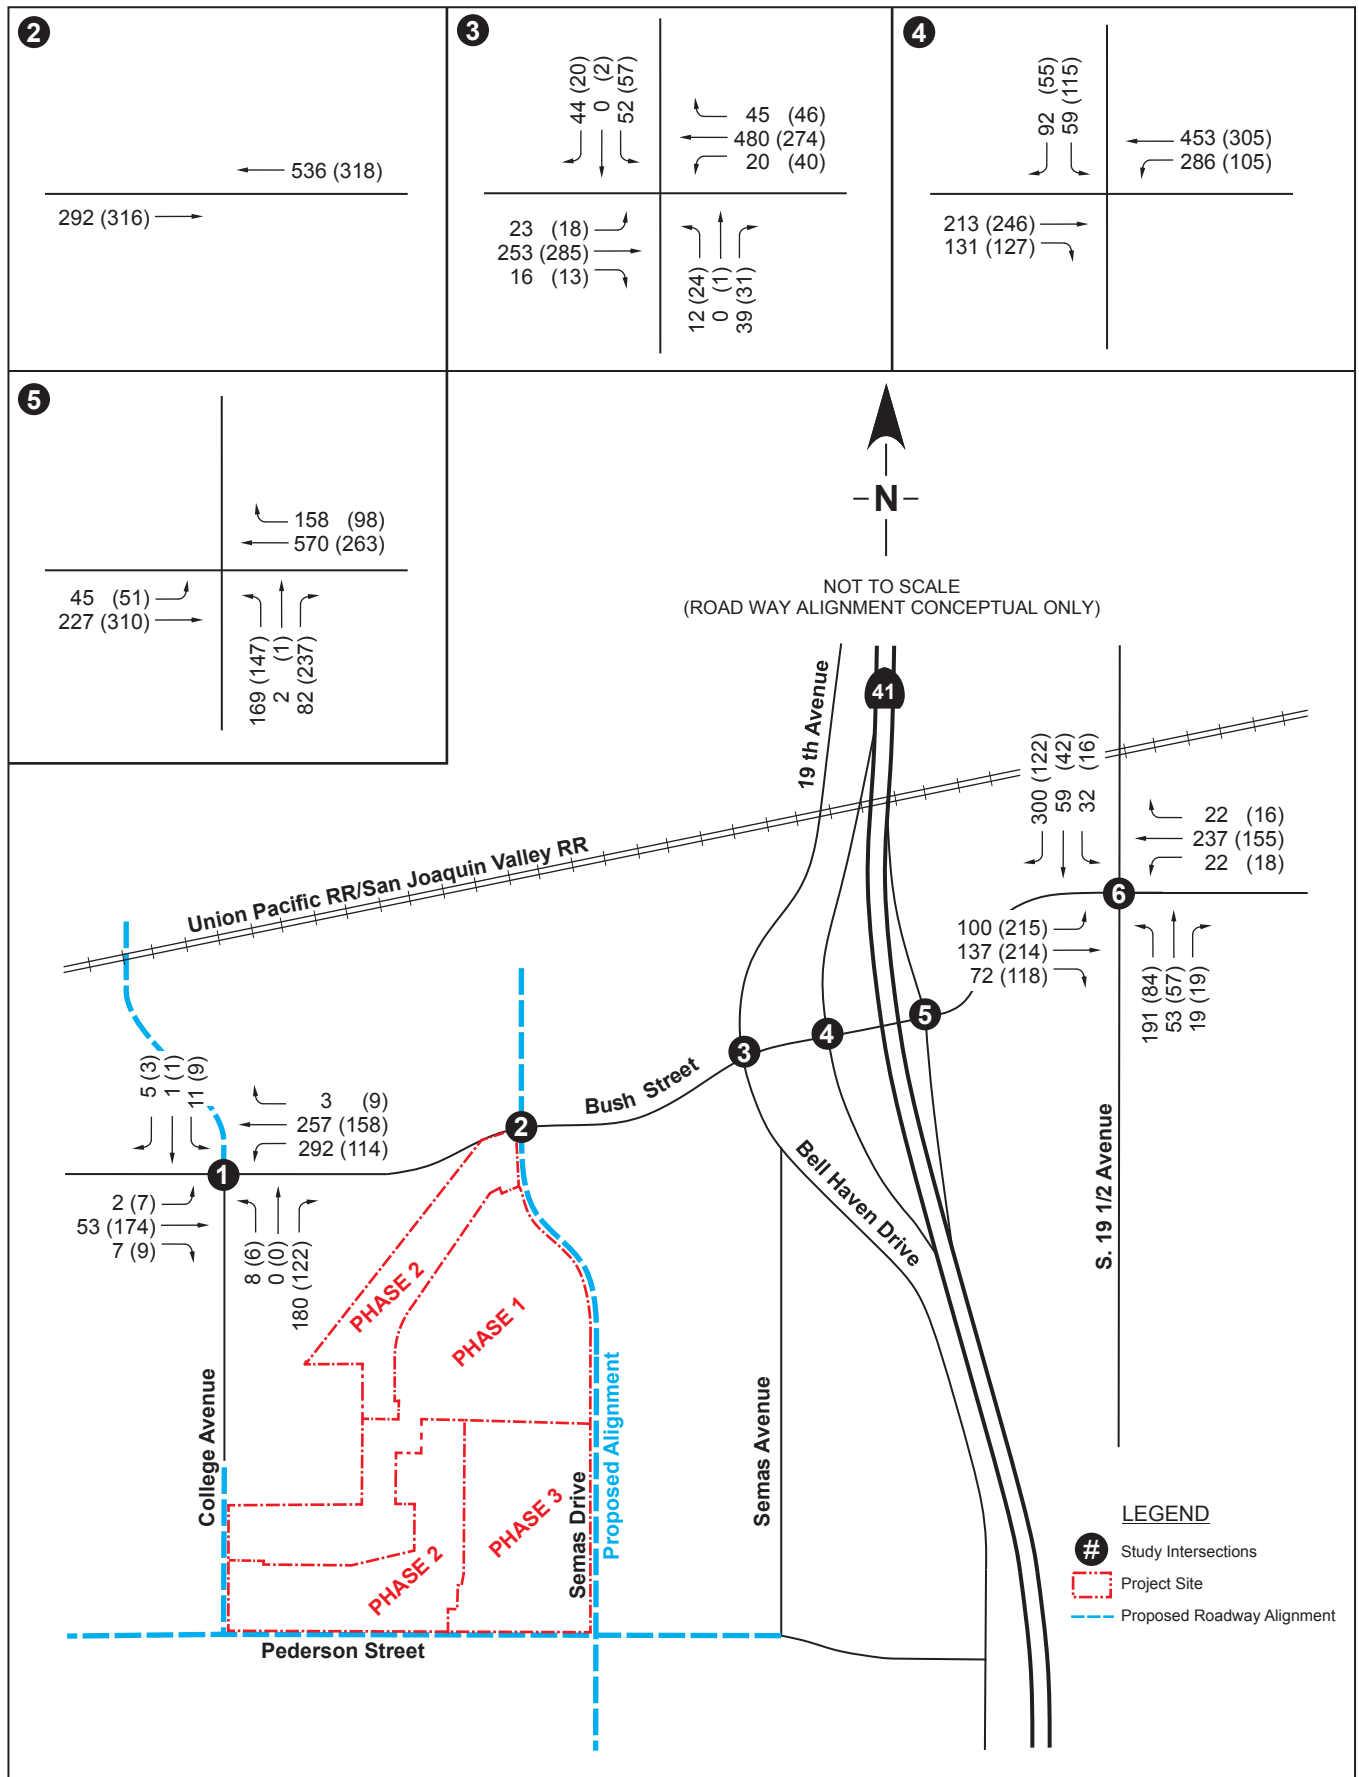 2
536 (318)
292 (316)
3
44 (20)
0 (2)
52 (57)
45 (46)
480 (274)
20 (40)
23 (18)
253 (285)
16 (13)
12 (24)
0 (1)
39 (31)
4
92 (55)
59 (115)
453 (305)
286 (105)
213 (246)
131 (127)
5
158 (98)
570 (263)
45 (51)
227 (310)
169 (147)
2 (1)
82 (237)
N
NOT TO SCALE
(ROAD WAY ALIGNMENT CONCEPTUAL ONLY)
19 th Avenue
41
Union Pacific RR/San Joaquin Valley RR
300 (122)
59 (42)
32 (16)
22 (16)
237 (155)
22 (18)
6
100 (215)
137 (214)
72 (118)
191 (84)
53 (57)
19 (19)
5
4
3
Bush Street
2
5 (3)
1 (1)
11 (9)
3 (9)
257 (158)
292 (114)
1
2 (7)
53 (174)
7 (9)
8 (6)
0 (0)
180 (122)
Bell Haven Drive
S. 19 1/2 Avenue
PHASE 2
PHASE 1
College Avenue
Proposed Alignment
Semas Avenue
Semas Drive
PHASE 3
PHASE 2
Pederson Street
LEGEND
# Study Intersections
Project Site
Proposed Roadway Alignment